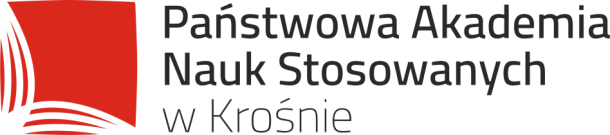 Państwowa Akademia
Nauk Stosowanych
w Krośnie